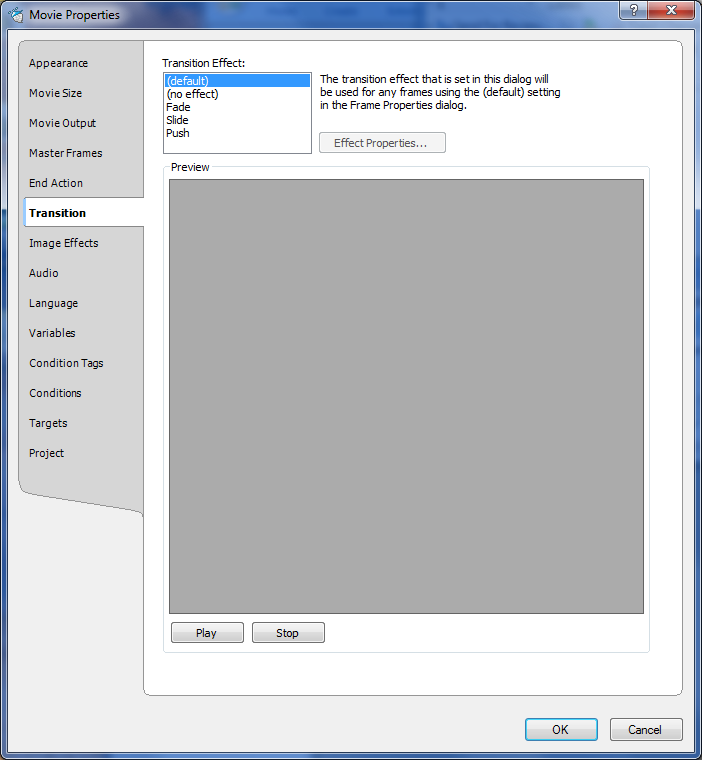 Movie Properties
?
Appearance
Movie Size
Movie Output
Master Frames
End Action
Transition
Image Effects
Audio
Language
Variables
Condition Tags
Conditions
Targets
Project
Transition Effect:
(default)
(no effect)
Fade
Slide
Push
The transition effect that is set in this dialog will
be used for any frames using the (default) setting
in the Frame Properties dialog.
Effect Properties...
Preview
Play
Stop
OK
Cancel